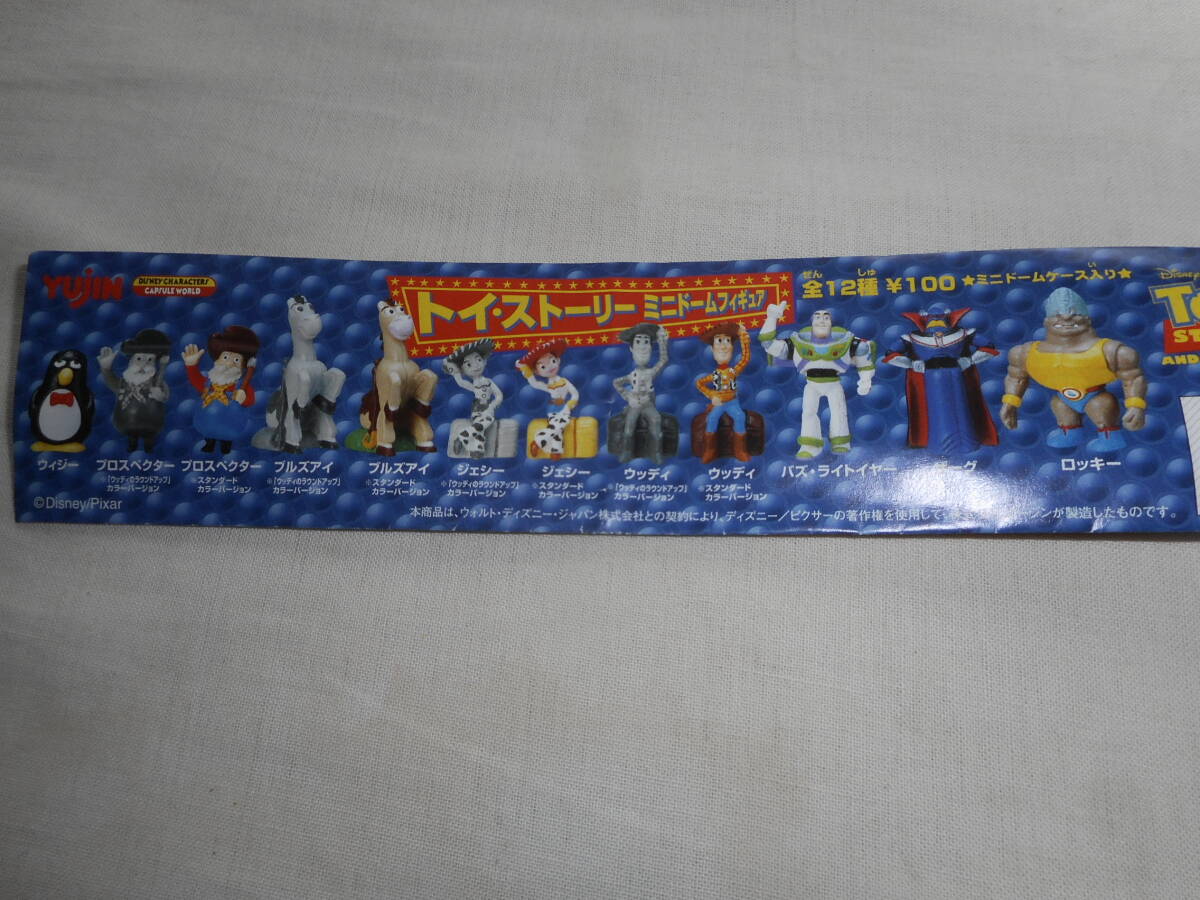 YUJIN
DISNEY CHARACTERS
CAPSULE WORLD
トイ・ストーリー ミニドームフィギュア
ぜん しゅ い
全12種 ¥100 ★ミニドームケース入り★
ウィジー
プロスペクター
「ウッディのラウンドアップ」
カラーバージョン
プロスペクター
※スタンダード
カラーバージョン
ブルズアイ
※「ウッディのラウンドアップ」
カラーバージョン
ブルズアイ
※スタンダード
カラーバージョン
ジェシー
※「ウッディのラウンドアップ」
カラーバージョン
ジェシー
※スタンダード
カラーバージョン
ウッディ
※「ウッディのラウンドアップ」
カラーバージョン
ウッディ
※スタンダード
カラーバージョン
バズ・ライトイヤー
ーグ
ロッキー
©Disney/Pixar
本商品は、ウォルト・ディズニー・ジャパン株式会社との契約により、ディズニー／ピクサーの著作権を使用して、ンが製造したものです。
DISNEY
TO
ST
AND